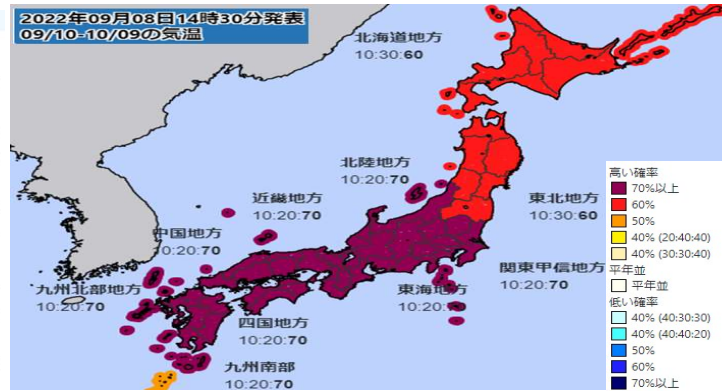 2022年09月08日14時30分発表
09/10-10/09の気温
北海道地方
10:30:60
北陸地方
10:20:70
東北地方
10:30:60
近畿地方
10:20:70
中国地方
10:20:70
関東甲信地方
10:20:70
九州北部地方
10:20:70
東海地方
10:20:
四国地方
10:20:70
九州南部
10:20:70
高い確率
70%以上
60%
50%
40% (20:40:40)
40% (30:30:40)
平年並
平年並
低い確率
40% (40:30:30)
40% (40:40:20)
50%
60%
70%以上